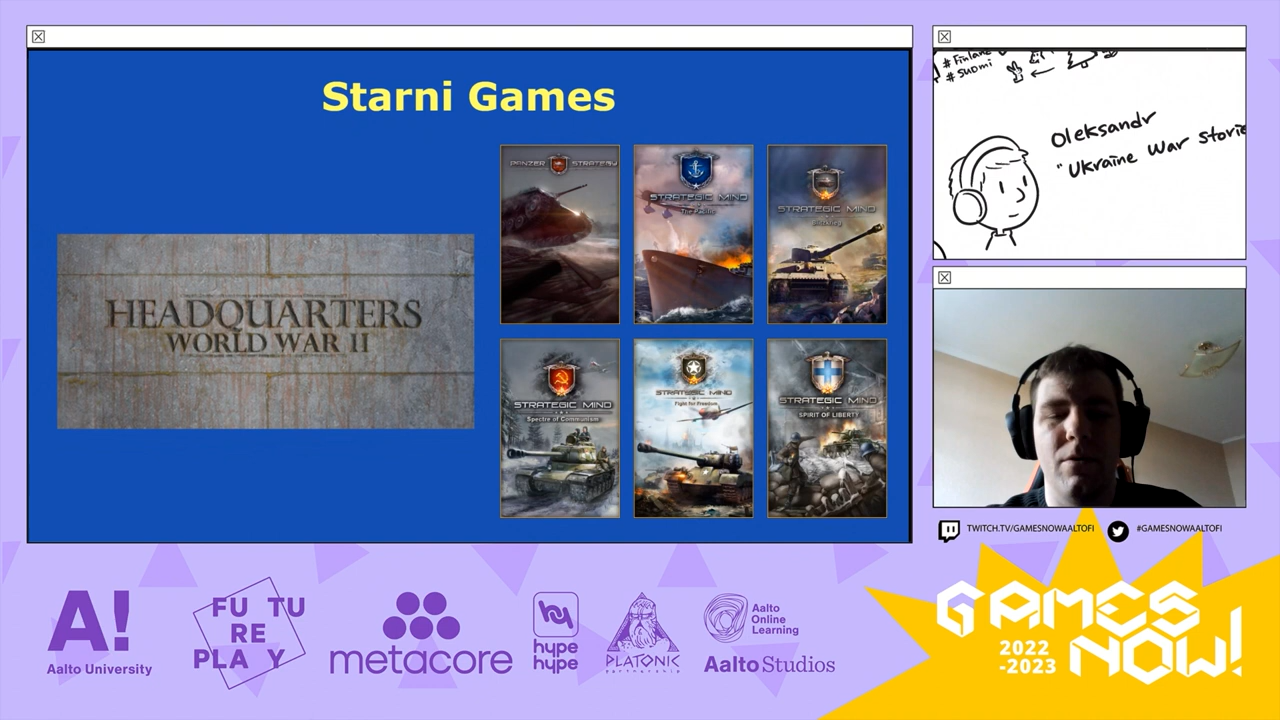 Starni Games
HEADQUARTERS
WORLD WAR II
PANZER STRATEGY
STRATEGIC MIND
The Pacific
STRATEGIC MIND
Blitzkrieg
STRATEGIC MIND
Spectre of Communism
STRATEGIC MIND
Fight for Freedom
STRATEGIC MIND
SPIRIT OF LIBERTY
#Finland
#Suomi
Oleksandr
"Ukraine War Storie
TWITCH.TV/GAMESNOWAALTOFI
#GAMESNOWAALTOFI
A!
Aalto University
FU TU
RE
PLA Y
metacore
hype
hype
PLATONIC
partnership
Aalto
Online
Learning
Aalto Studios
GAMES
NOW!
2022
-2023